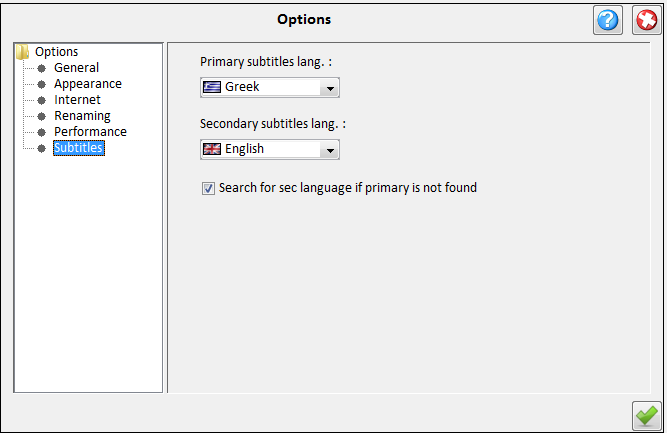 Options
Options
General
Appearance
Internet
Renaming
Performance
Subtitles
Primary subtitles lang. :
Greek
Secondary subtitles lang. :
English
Search for sec language if primary is not found